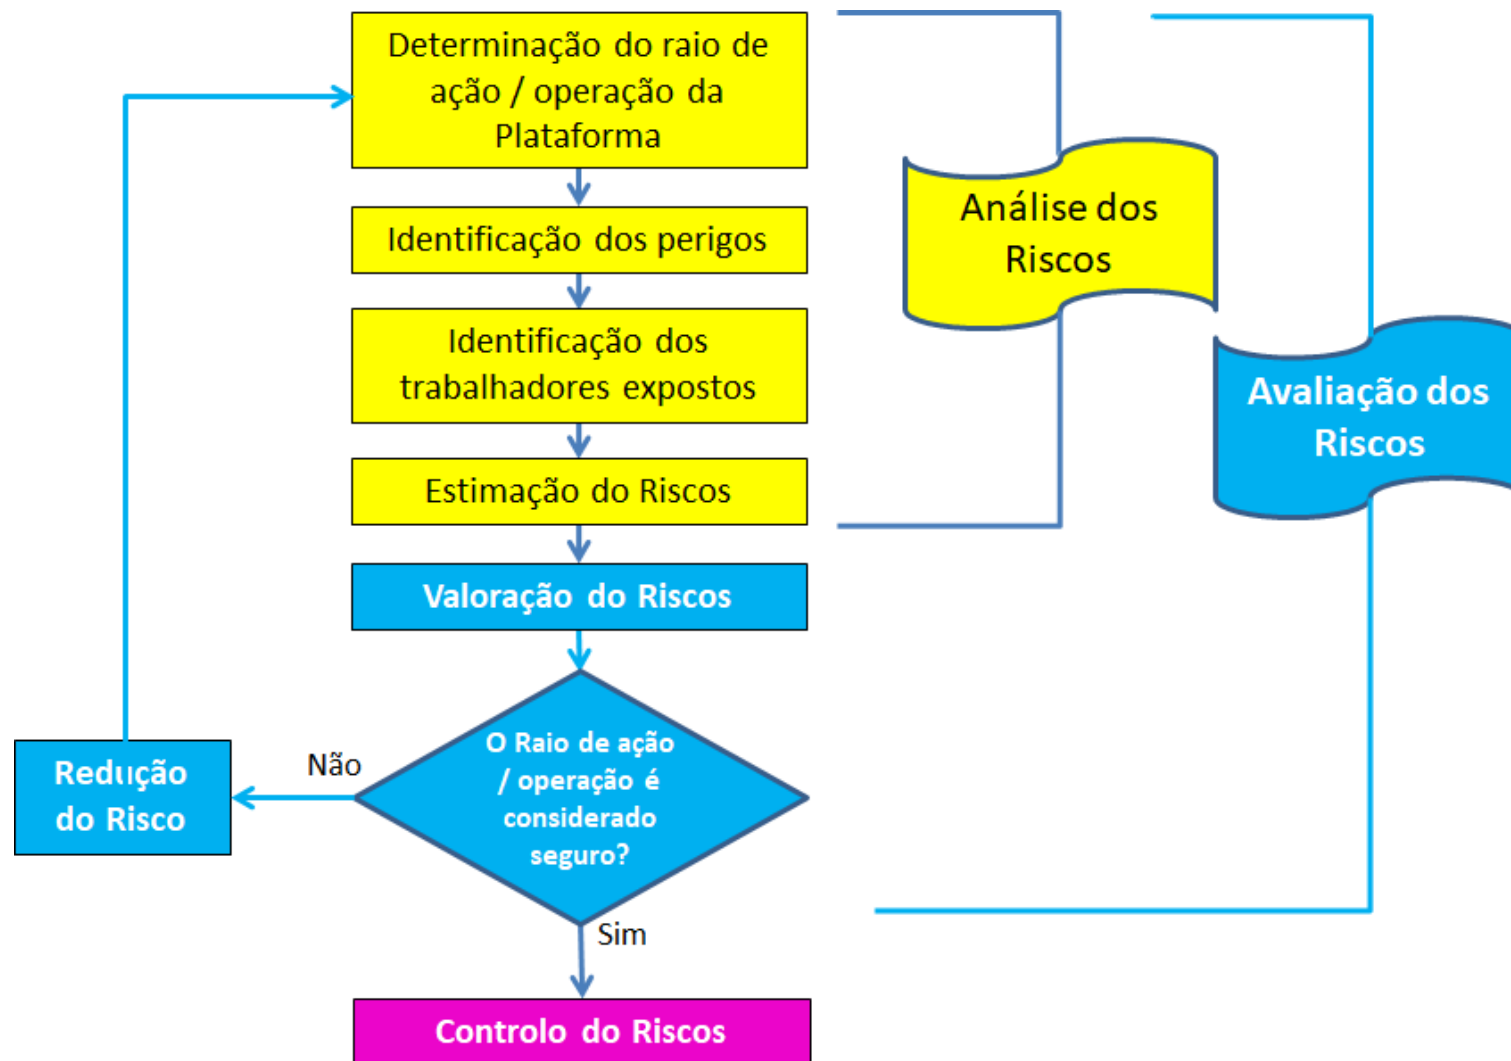 Determinação do raio de
ação / operação da
Plataforma
Identificação dos perigos
Identificação dos
trabalhadores expostos
Estimação do Riscos
Valoração do Riscos
O Raio de ação
/ operação é
considerado
seguro?
Não
Redução
do Risco
Sim
Controlo do Riscos
Análise dos
Riscos
Avaliação dos
Riscos